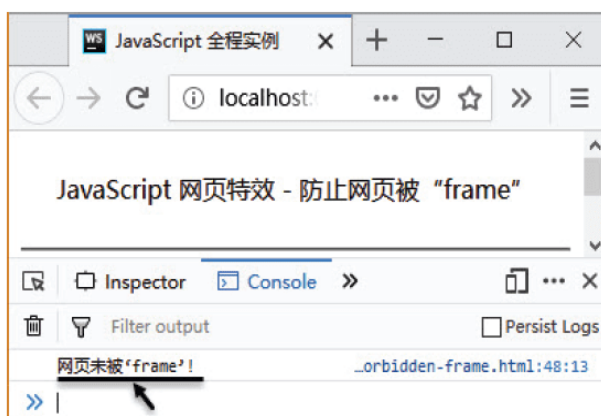 WS JavaScript 全程实例
localhost:
JavaScript 网页特效 - 防止网页被“frame”
Inspector Console
Filter output Persist Logs
网页未被‘frame’! …orbidden-frame.html:48:13